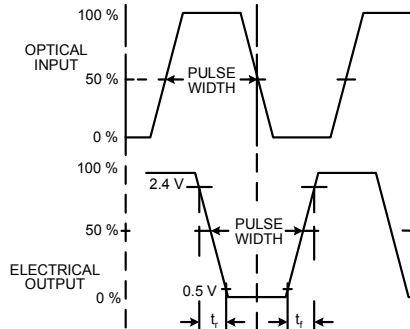 100 %
OPTICAL
INPUT
PULSE
WIDTH
50 %
0 %
100 %
2.4 V
PULSE
WIDTH
50 %
ELECTRICAL
OUTPUT
0.5 V
0 %
tr
tf